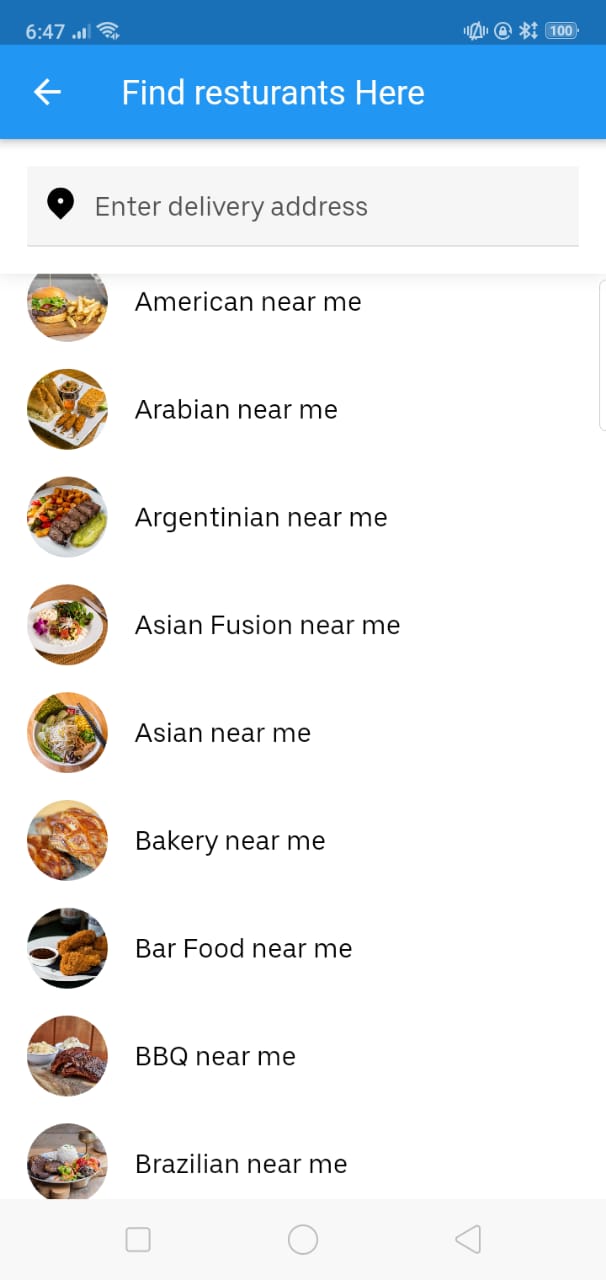 6:47
100
Find resturants Here
Enter delivery address
American near me
Arabian near me
Argentinian near me
Asian Fusion near me
Asian near me
Bakery near me
Bar Food near me
BBQ near me
Brazilian near me